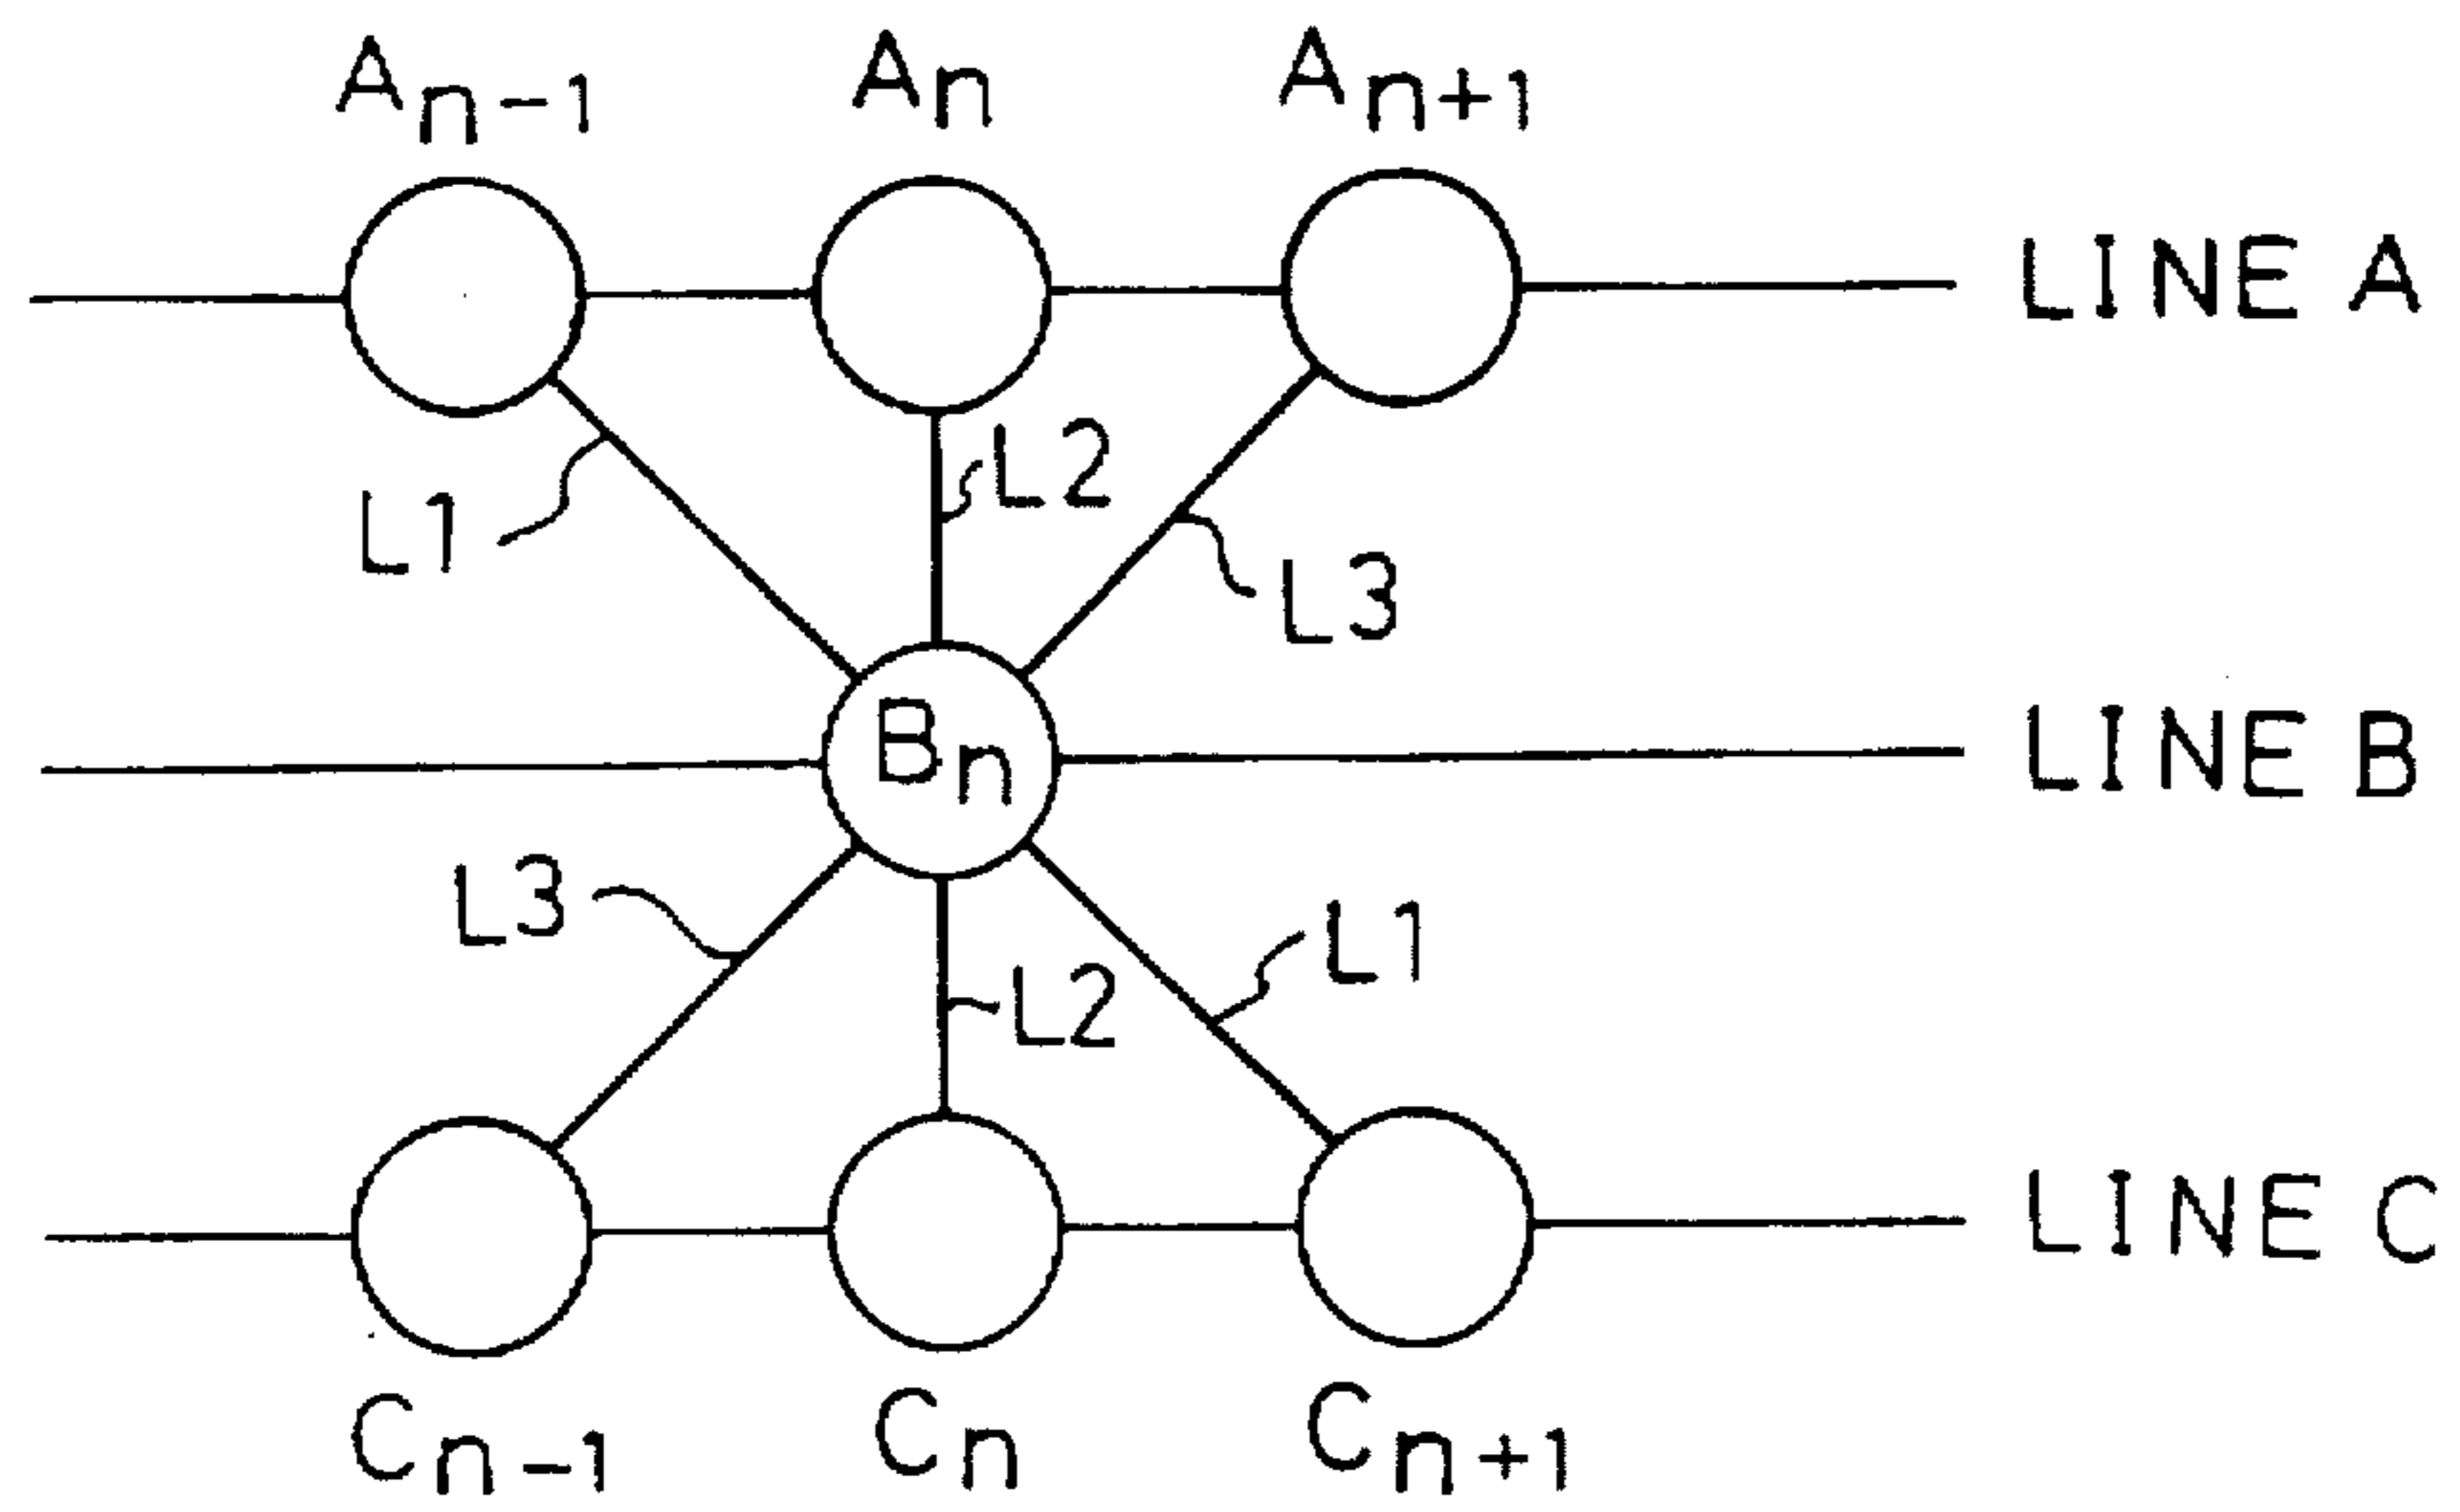 An-1 An An+1
LINE A
L2
L1
L3
Bn
LINE B
L3
L1
L2
LINE C
Cn-1 Cn Cn+1